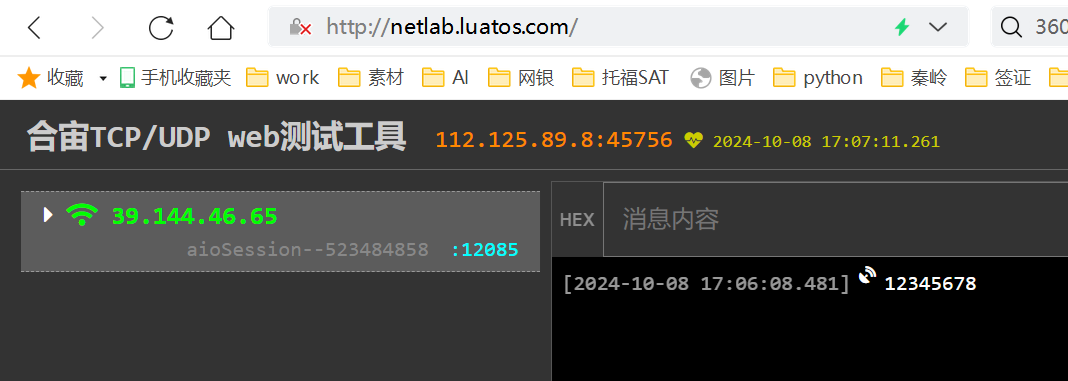 http://netlab.luatos.com/ 360
收藏 手机收藏夹 work 素材 AI 网银 托福SAT 图片 python 秦岭 签证
合宙TCP/UDP web测试工具 112.125.89.8:45756 2024-10-08 17:07:11.261
39.144.46.65
aioSession--523484858 :12085
HEX 消息内容
[2024-10-08 17:06:08.481] 12345678